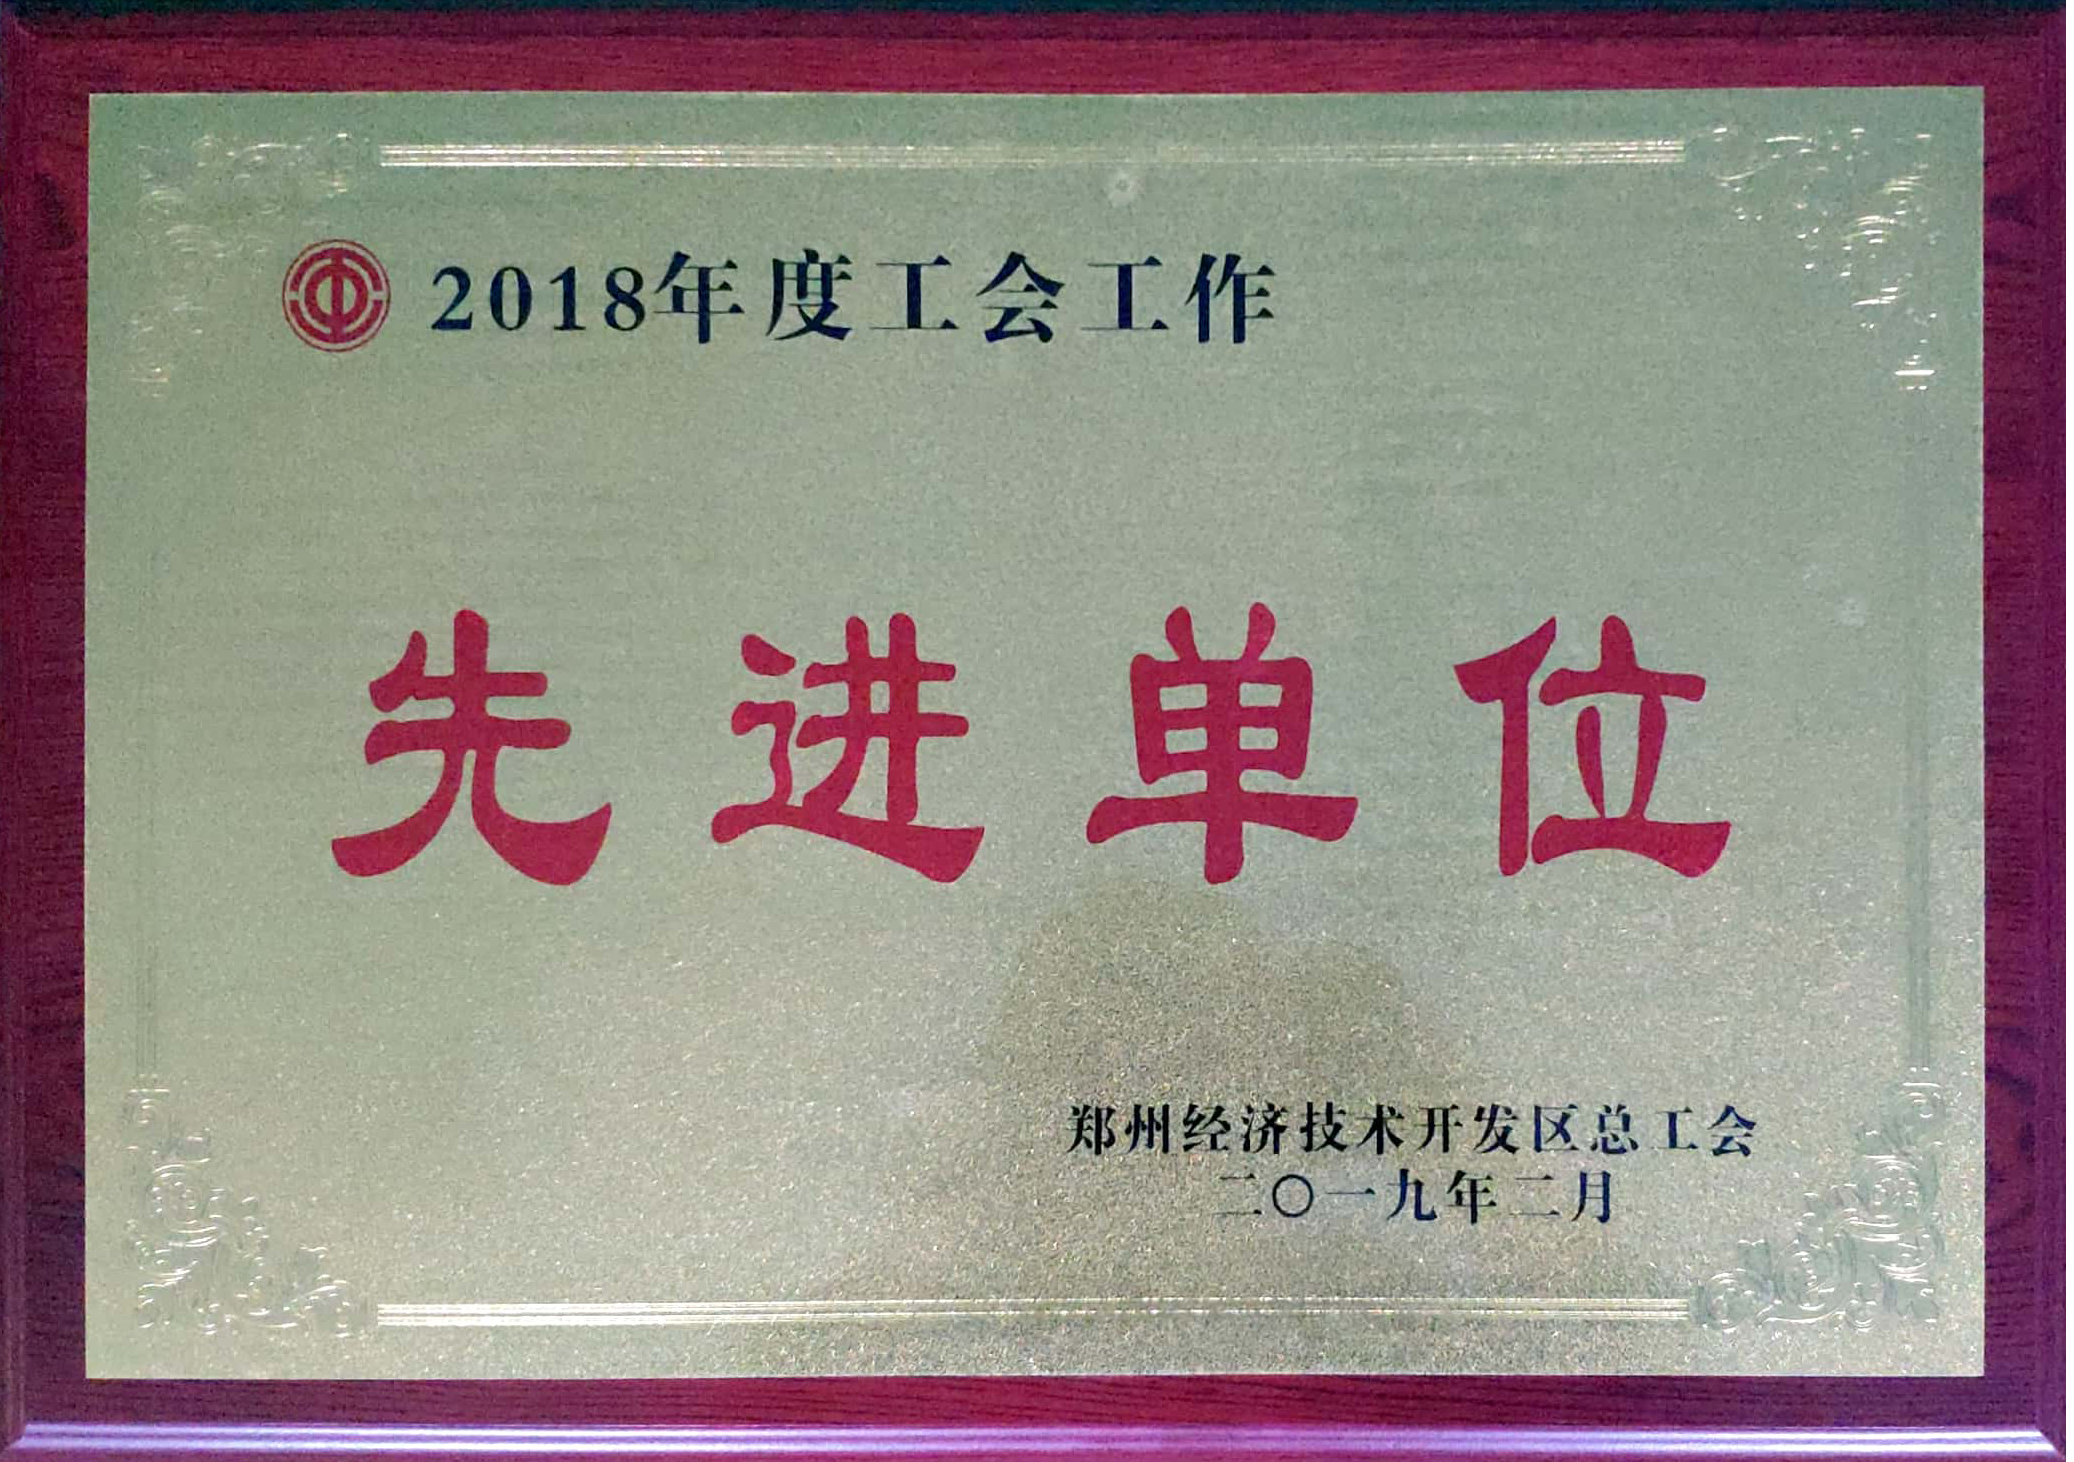 2018年度工会工作
先进单位
郑州经济技术开发区总工会
二〇一九年二月